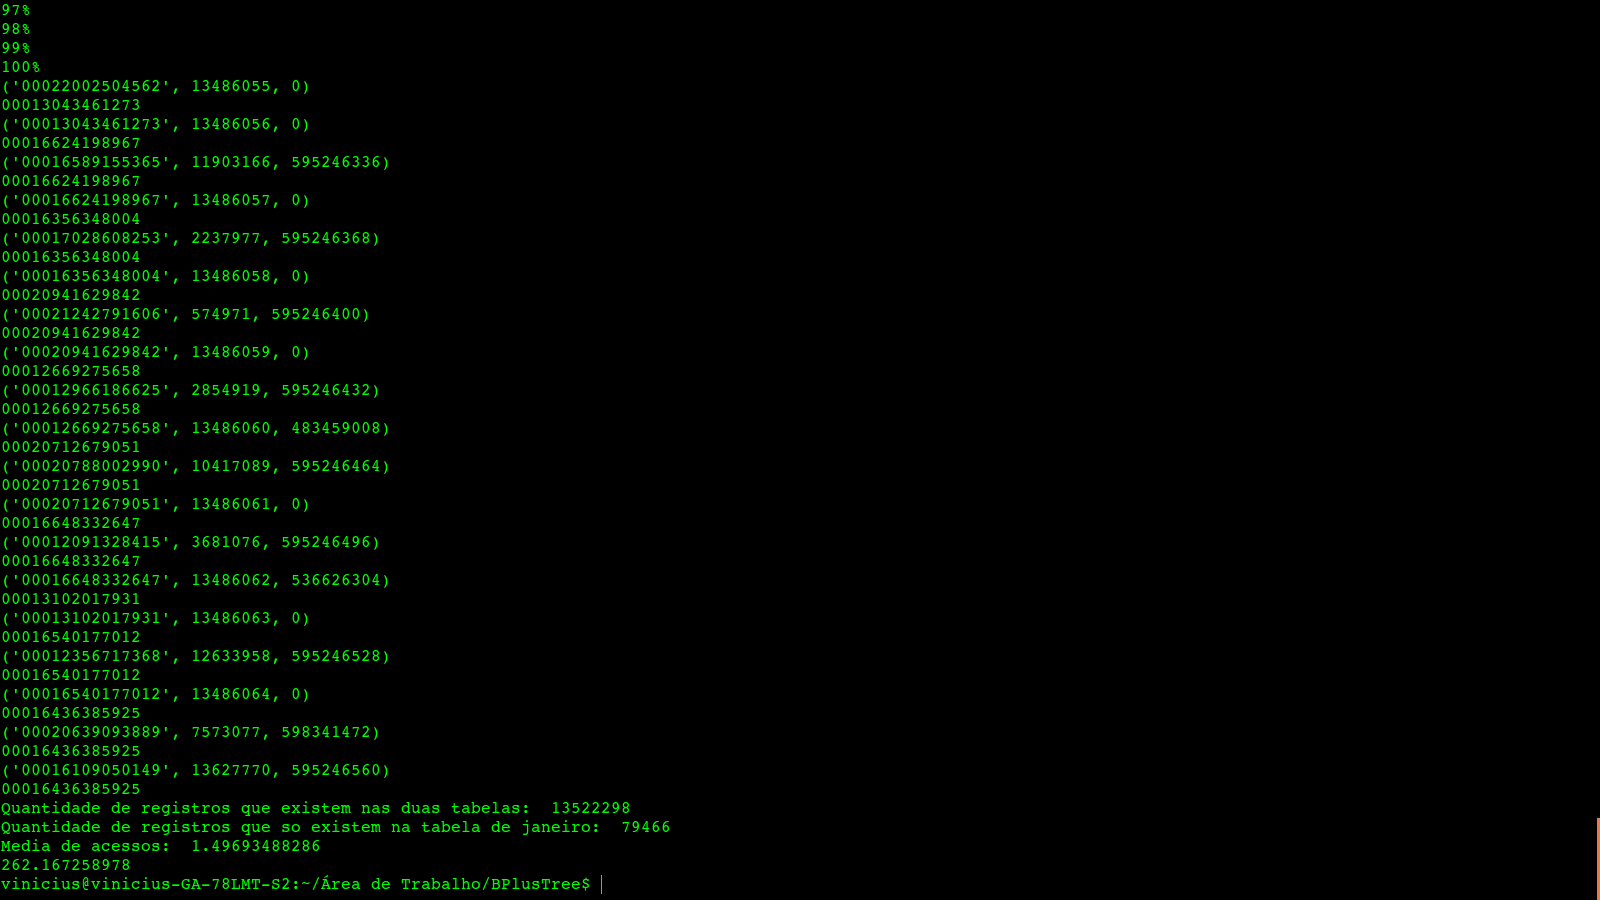 97%
98%
99%
100%
('00022002504562', 13486055, 0)
00013043461273
('00013043461273', 13486056, 0)
00016624198967
('00016589155365', 11903166, 595246336)
00016624198967
('00016624198967', 13486057, 0)
00016356348004
('00017028608253', 2237977, 595246368)
00016356348004
('00016356348004', 13486058, 0)
00020941629842
('00021242791606', 574971, 595246400)
00020941629842
('00020941629842', 13486059, 0)
00012669275658
('00012966186625', 2854919, 595246432)
00012669275658
('00012669275658', 13486060, 483459008)
00020712679051
('00020788002990', 10417089, 595246464)
00020712679051
('00020712679051', 13486061, 0)
00016648332647
('00012091328415', 3681076, 595246496)
00016648332647
('00016648332647', 13486062, 536626304)
00013102017931
('00013102017931', 13486063, 0)
00016540177012
('00012356717368', 12633958, 595246528)
00016540177012
('00016540177012', 13486064, 0)
00016436385925
('00020639093889', 7573077, 598341472)
00016436385925
('00016109050149', 13627770, 595246560)
00016436385925
Quantidade de registros que existem nas duas tabelas:  13522298
Quantidade de registros que so existem na tabela de janeiro:  79466
Media de acessos:  1.49693488286
262.167258978
vinicius@vinicius-GA-78LMT-S2:~/Área de Trabalho/BPlusTree$